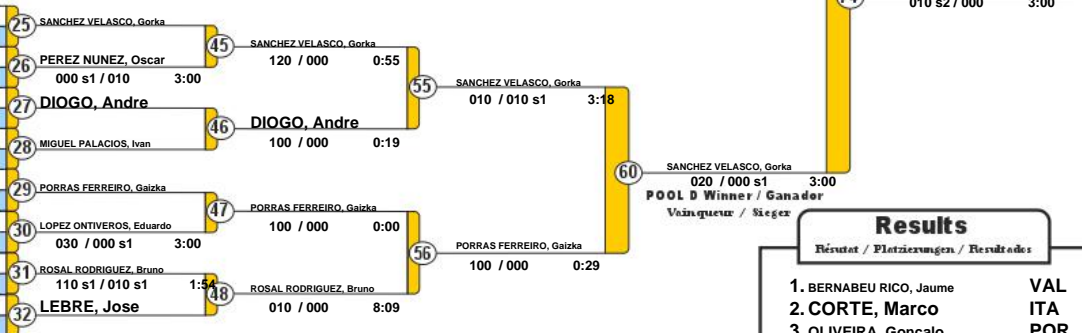 010 s2 / 000 3:00
25 SANCHEZ VELASCO, Gorka
45 SANCHEZ VELASCO, Gorka
120 / 000 0:55
26 PEREZ NUNEZ, Oscar
000 s1 / 010 3:00
55 SANCHEZ VELASCO, Gorka
010 / 010 s1 3:18
27 DIOGO, Andre
46 DIOGO, Andre
100 / 000 0:19
28 MIGUEL PALACIOS, Ivan
60 SANCHEZ VELASCO, Gorka
020 / 000 s1 3:00
POOL D Winner / Ganador
Vainqueur / Sieger
29 PORRAS FERREIRO, Gaizka
47 PORRAS FERREIRO, Gaizka
100 / 000 0:00
30 LOPEZ ONTIVEROS, Eduardo
030 / 000 s1 3:00
56 PORRAS FERREIRO, Gaizka
100 / 000 0:29
31 ROSAL RODRIGUEZ, Bruno
110 s1 / 010 s1 1:54
48 ROSAL RODRIGUEZ, Bruno
010 / 000 8:09
32 LEBRE, Jose
Results
Résutat / Platzierungen / Resultados
1. BERNABEU RICO, Jaume VAL
2. CORTE, Marco ITA
3. OLIVEIRA, Goncalo POR